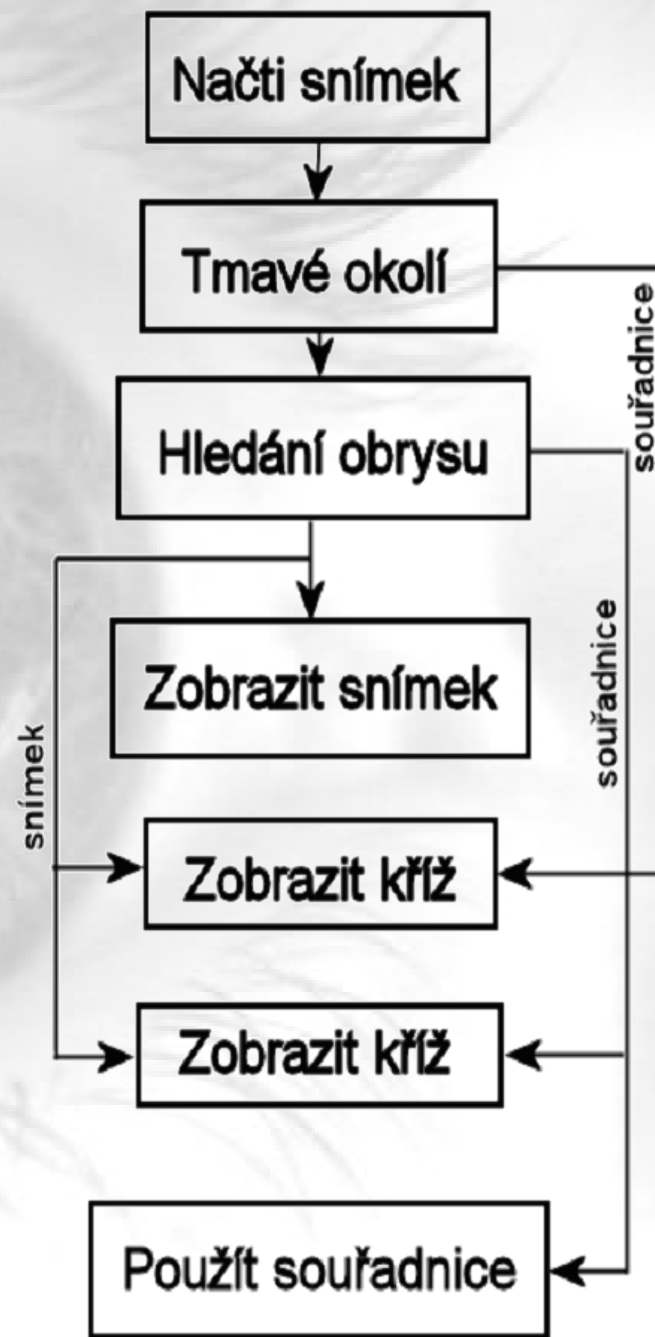 Načti snímek
Tmavé okolí
souřadnice
Hledání obrysu
souřadnice
Zobrazit snímek
snímek
Zobrazit kříž
Zobrazit kříž
Použít souřadnice